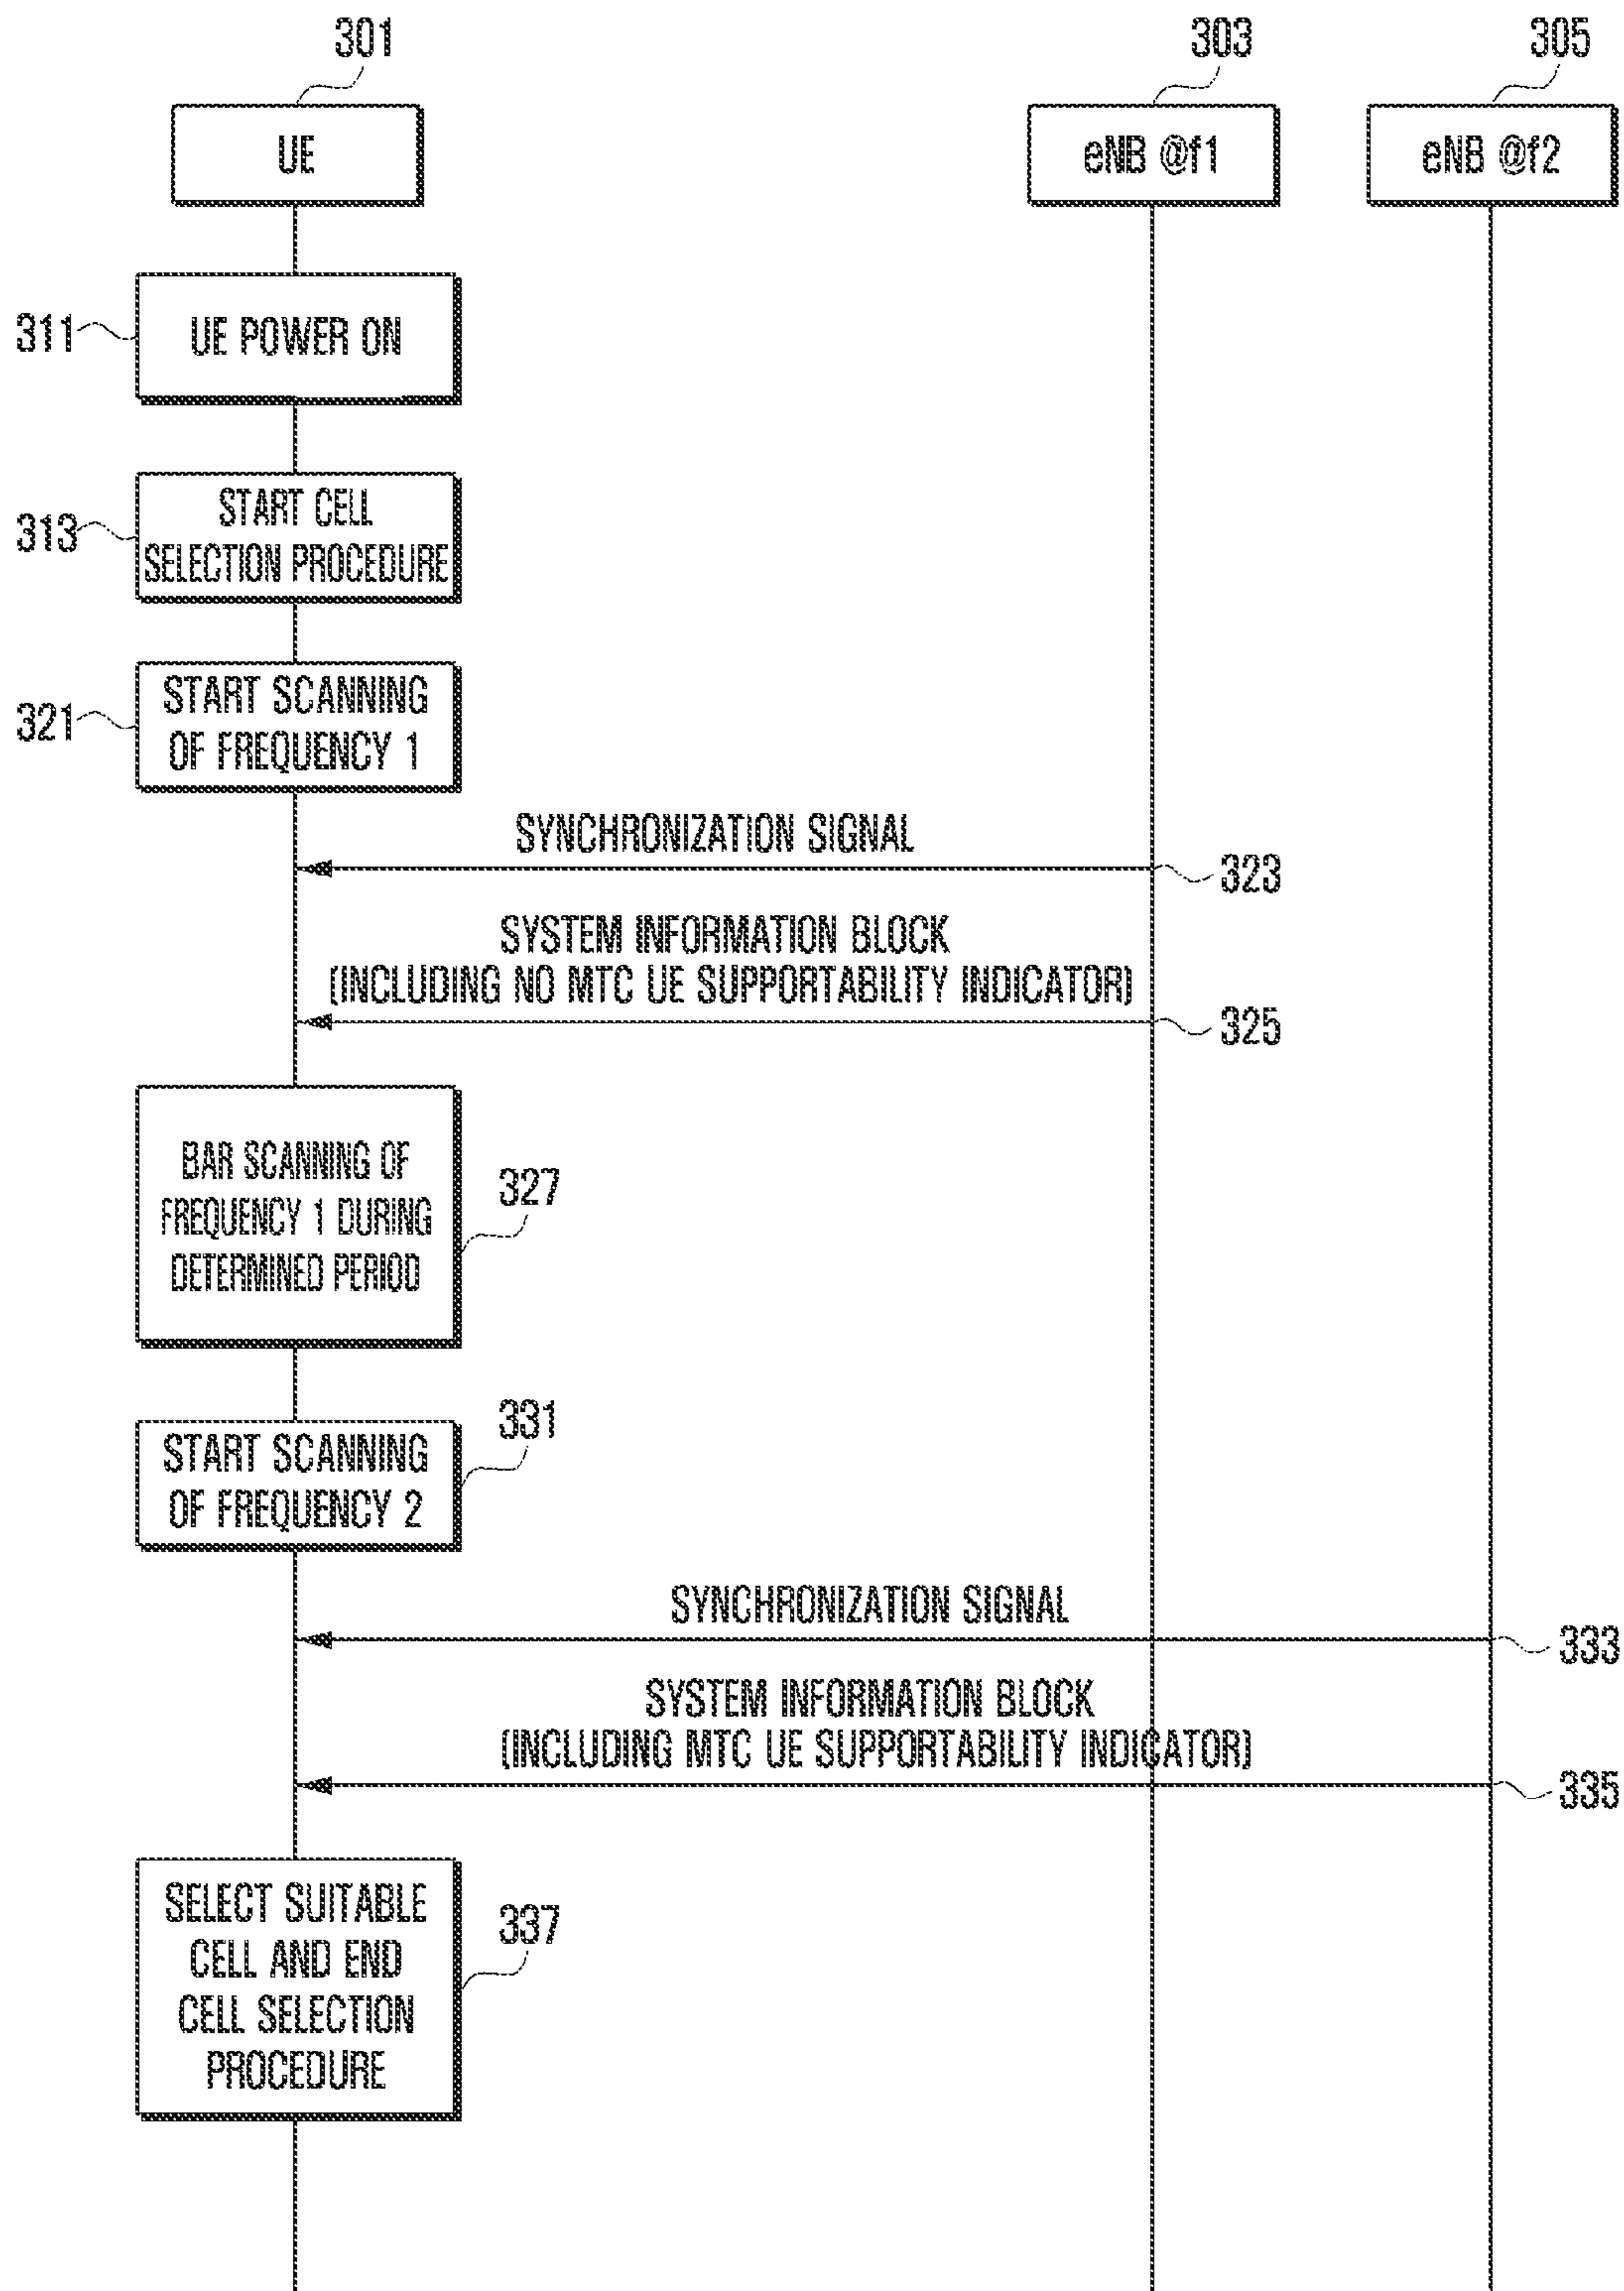 301
303
305
UE
eNB @f1
eNB @f2
311
UE POWER ON
313
START CELL
SELECTION PROCEDURE
321
START SCANNING
OF FREQUENCY 1
SYNCHRONIZATION SIGNAL
323
SYSTEM INFORMATION BLOCK
(INCLUDING NO MTC UE SUPPORTABILITY INDICATOR)
325
BAR SCANNING OF
FREQUENCY 1 DURING
DETERMINED PERIOD
327
331
START SCANNING
OF FREQUENCY 2
SYNCHRONIZATION SIGNAL
333
SYSTEM INFORMATION BLOCK
(INCLUDING MTC UE SUPPORTABILITY INDICATOR)
335
SELECT SUITABLE
CELL AND END
CELL SELECTION
PROCEDURE
337